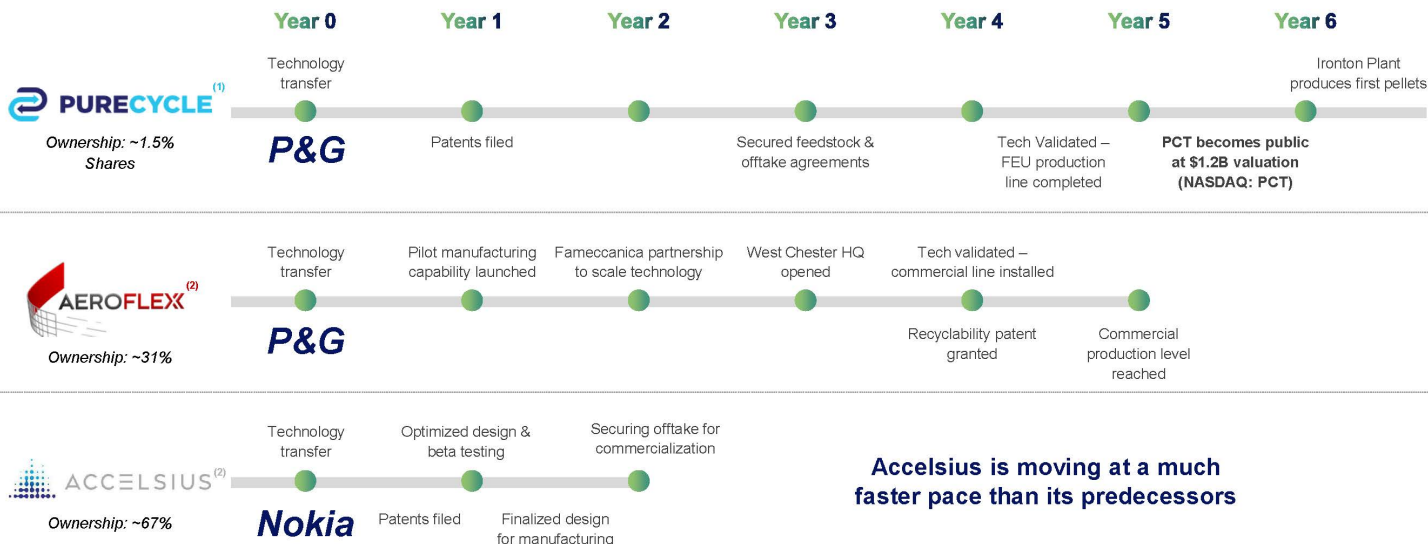 Year 0
Year 1
Year 2
Year 3
Year 4
Year 5
Year 6
PURECYCLE(1)
Ownership: ~1.5%
Shares
Technology
transfer
P&G
Patents filed
Secured feedstock &
offtake agreements
Tech Validated –
FEU production
line completed
PCT becomes public
at $1.2B valuation
(NASDAQ: PCT)
Ironton Plant
produces first pellets
AEROFLEXX(2)
Ownership: ~31%
Technology
transfer
P&G
Pilot manufacturing
capability launched
Fameccanica partnership
to scale technology
West Chester HQ
opened
Tech validated –
commercial line installed
Recyclability patent
granted
Commercial
production level
reached
ACCELSIUS(2)
Ownership: ~67%
Technology
transfer
Nokia
Optimized design &
beta testing
Patents filed
Finalized design
for manufacturing
Securing offtake for
commercialization
Accelsius is moving at a much
faster pace than its predecessors